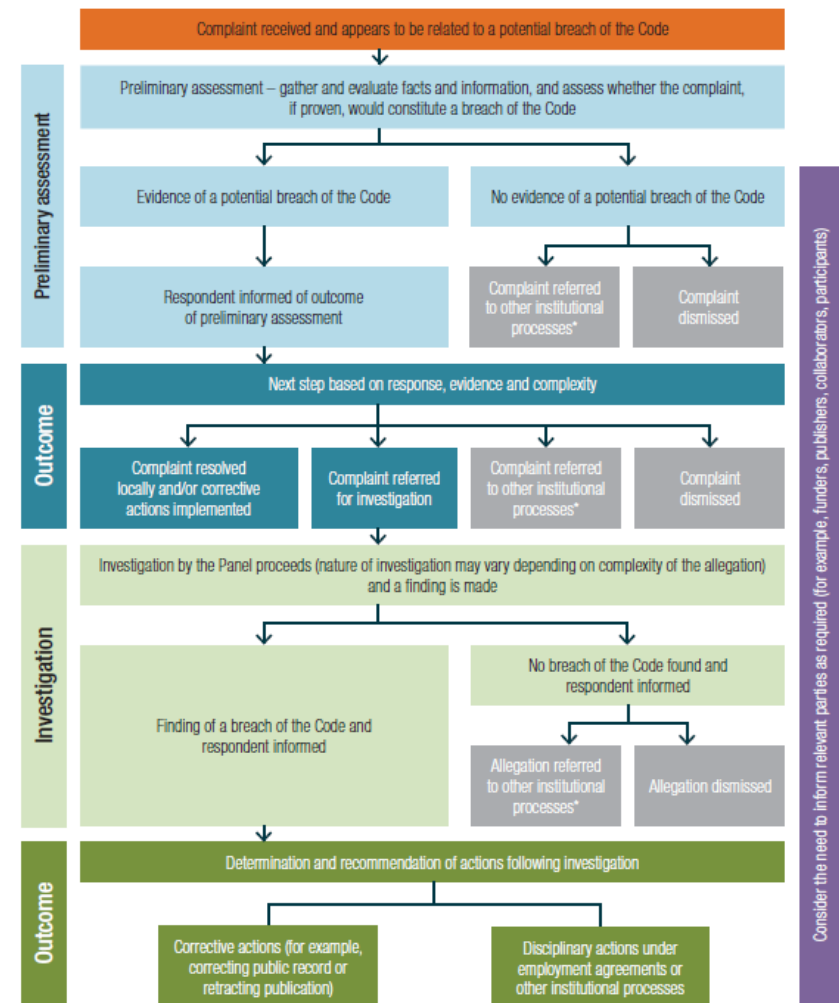 Complaint received and appears to be related to a potential breach of the Code
Preliminary assessment
Preliminary assessment – gather and evaluate facts and information, and assess whether the complaint,
if proven, would constitute a breach of the Code
Evidence of a potential breach of the Code
No evidence of a potential breach of the Code
Respondent informed of outcome
of preliminary assessment
Complaint referred
to other institutional
processes*
Complaint
dismissed
Outcome
Next step based on response, evidence and complexity
Complaint resolved
locally and/or corrective
actions implemented
Complaint referred
for investigation
Complaint referred
to other institutional
processes*
Complaint
dismissed
Investigation
Investigation by the Panel proceeds (nature of investigation may vary depending on complexity of the allegation)
and a finding is made
Finding of a breach of the Code and
respondent informed
No breach of the Code found and
respondent informed
Allegation referred
to other institutional
processes*
Allegation dismissed
Outcome
Determination and recommendation of actions following investigation
Corrective actions (for example,
correcting public record or
retracting publication)
Disciplinary actions under
employment agreements or
other institutional processes
Consider the need to inform relevant parties as required (for example, funders, publishers, collaborators, participants)